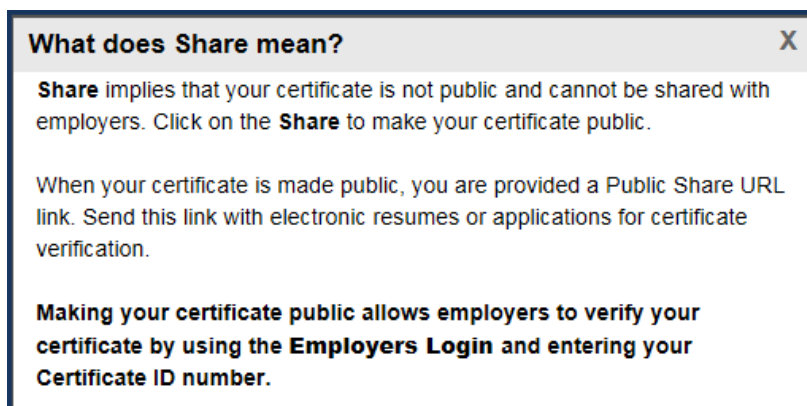 What does Share mean?
X
Share implies that your certificate is not public and cannot be shared with
employers. Click on the Share to make your certificate public.
When your certificate is made public, you are provided a Public Share URL
link. Send this link with electronic resumes or applications for certificate
verification.
Making your certificate public allows employers to verify your
certificate by using the Employers Login and entering your
Certificate ID number.